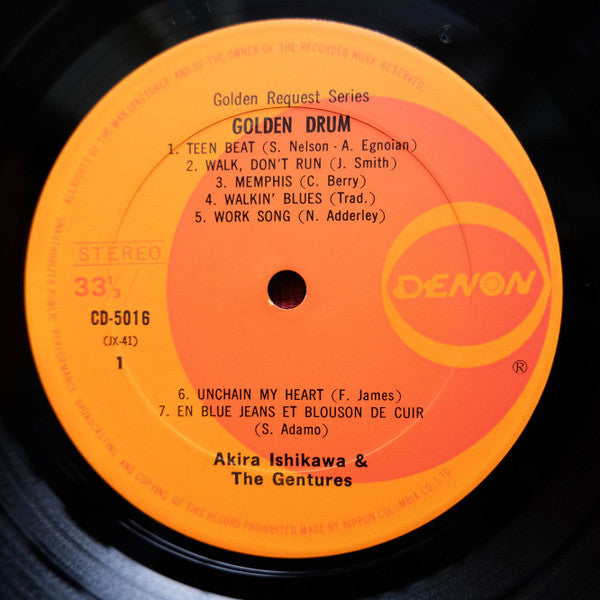 ALL RIGHTS OF THE MANUFACTURER AND OF THE OWNER OF THE RECORDED WORK RESERVED.
Golden Request Series
GOLDEN DRUM
1. TEEN BEAT (S. Nelson - A. Egnoian)
2. WALK, DON'T RUN (J. Smith)
3. MEMPHIS (C. Berry)
4. WALKIN' BLUES (Trad.)
5. WORK SONG (N. Adderley)
STEREO
33⅓
CD-5016
(JX-41)
1
DENON
®
6. UNCHAIN MY HEART (F. James)
7. EN BLUE JEANS ET BLOUSON DE CUIR
(S. Adamo)
Akira Ishikawa &
The Gentures
UNAUTHORIZED PUBLIC PERFORMANCE BROADCASTING AND COPYING OF THIS RECORD PROHIBITED MADE BY NIPPON COLUMBIA CO., LTD.